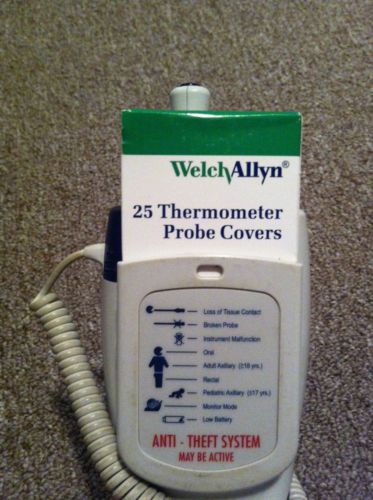 WelchAllyn®
25 Thermometer
Probe Covers
Loss of Tissue Contact
Broken Probe
Instrument Malfunction
Oral
Adult Axillary (≥18 yrs.)
Rectal
Pediatric Axillary (≤17 yrs.)
Monitor Mode
Low Battery
ANTI - THEFT SYSTEM
MAY BE ACTIVE